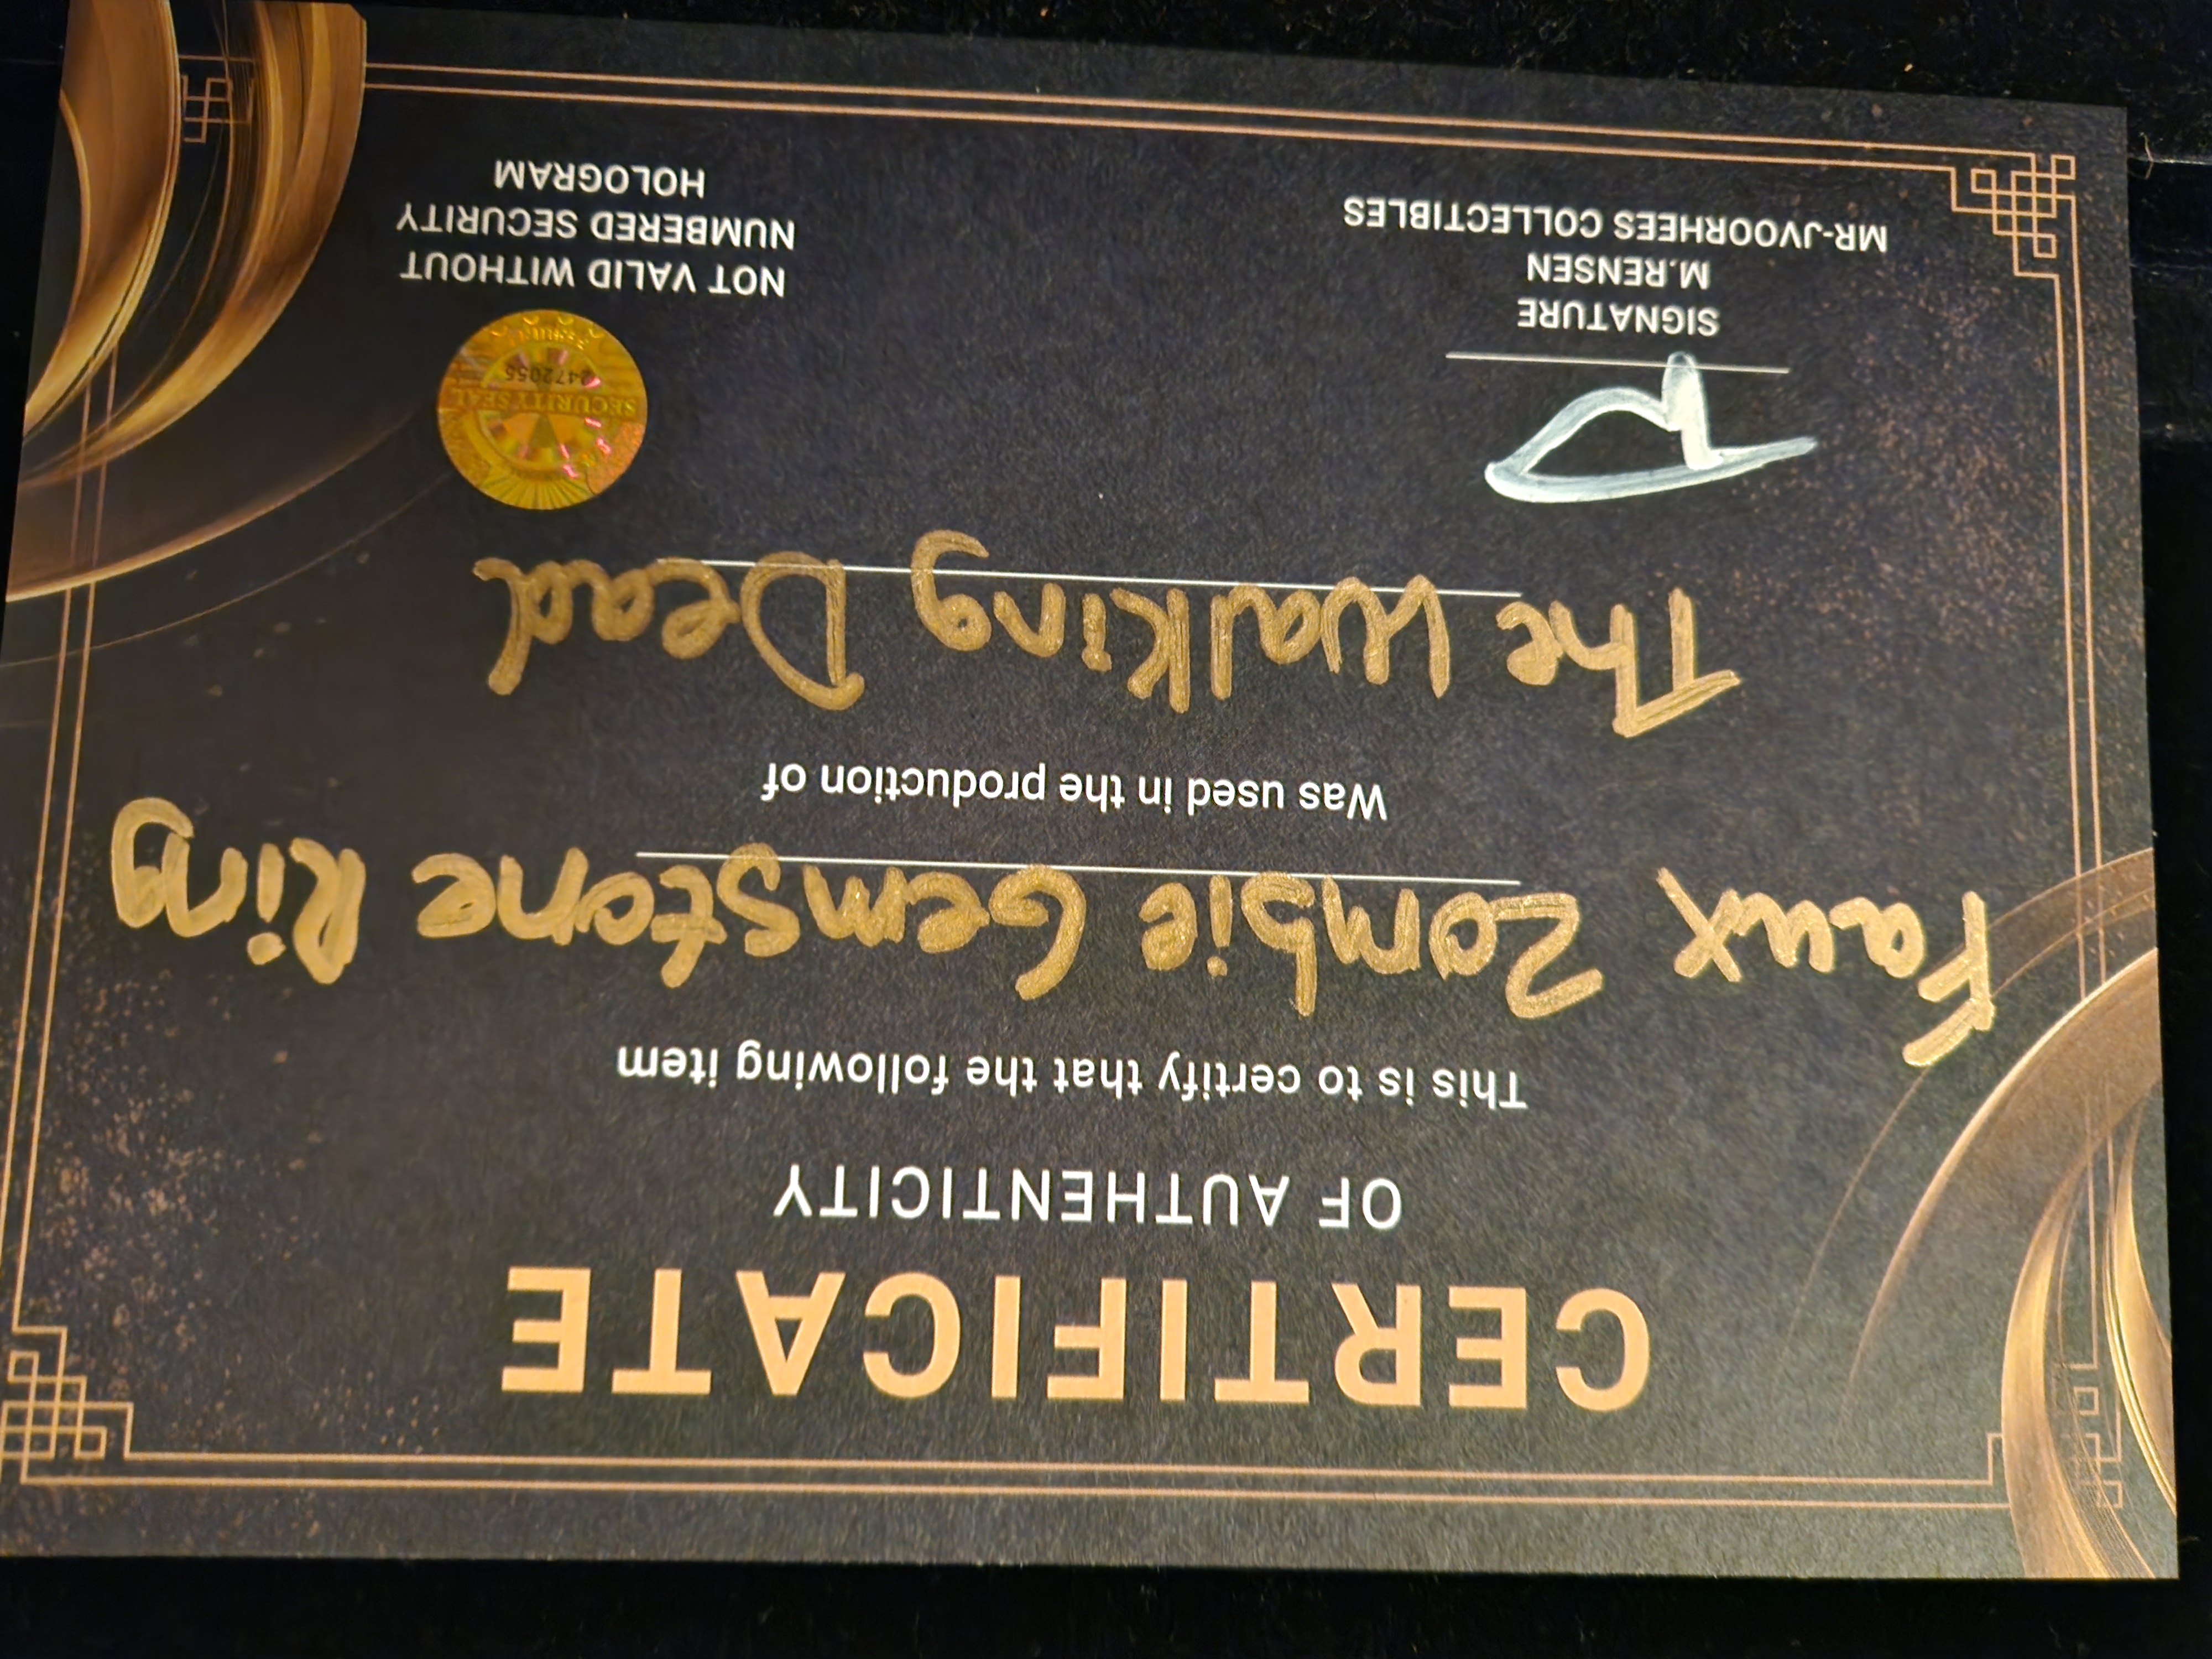 CERTIFICATE
OF AUTHENTICITY
This is to certify that the following item
Faux Zombie Gemstone Ring
Was used in the production of
The Walking Dead
SIGNATURE
M.RENSEN
MR-JVOORHEES COLLECTIBLES
SECURITY SEAL
2472055
NOT VALID WITHOUT
NUMBERED SECURITY
HOLOGRAM